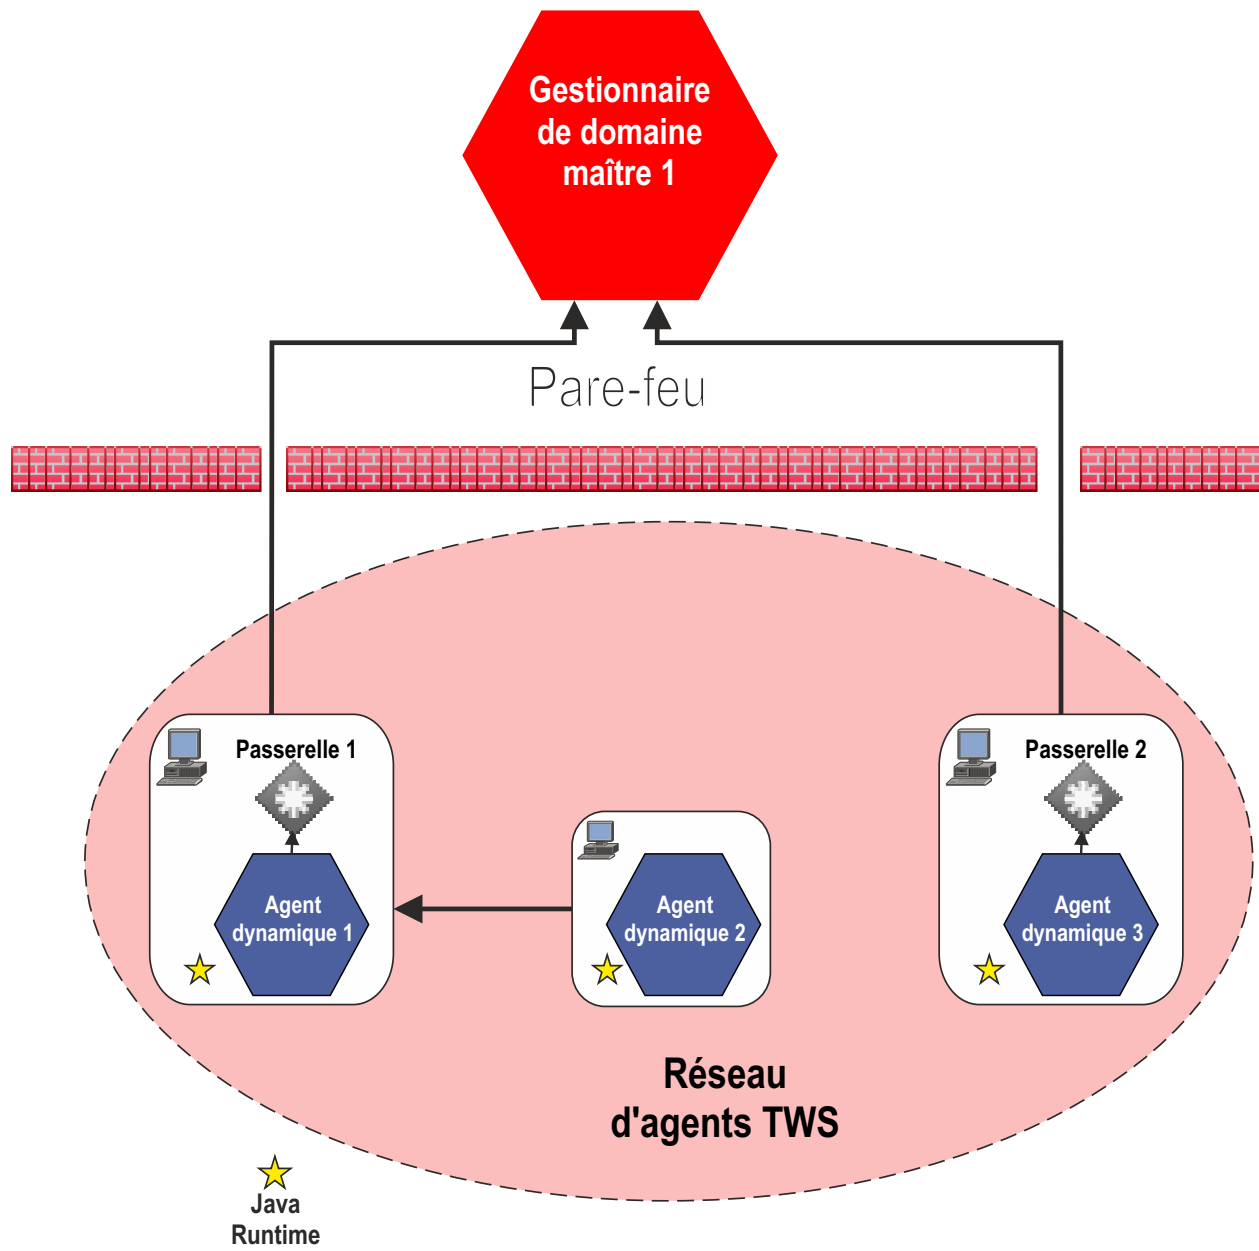 Gestionnaire
de domaine
maître 1
Pare-feu
Passerelle 1
Passerelle 2
Agent
dynamique 1
Agent
dynamique 2
Agent
dynamique 3
Réseau
d'agents TWS
Java
Runtime